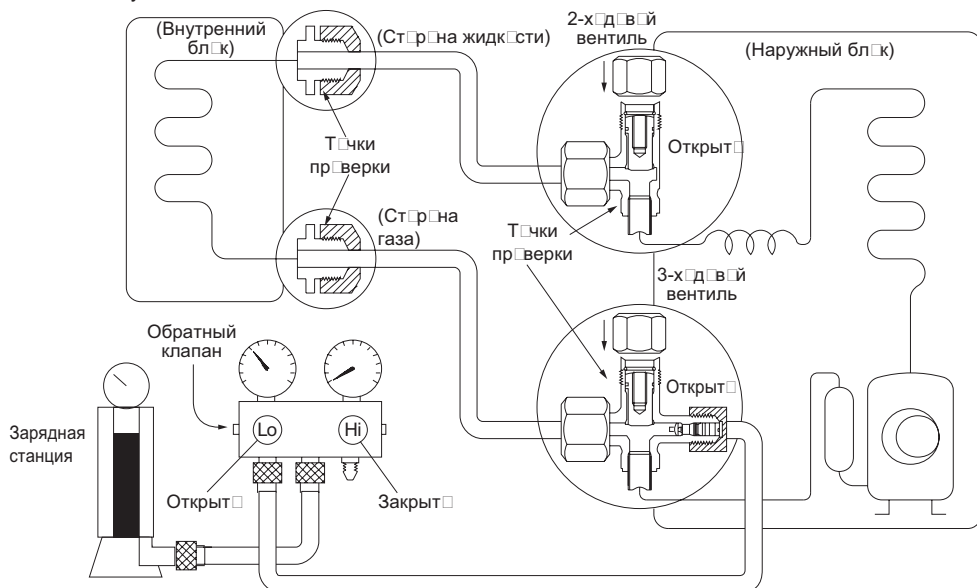 (Внутренний
бл□к)
(Ст□р□на жидк□сти)
2-х□д□в□й
вентиль
(Наружный бл□к)
Т□чки
пр□верки
Открыт□
(Ст□р□на
газа)
Т□чки
пр□верки
3-х□д□в□й
вентиль
Обратный
клапан
Открыт□
Зарядная
станция
Lo
Hi
Открыт□
Закрыт□